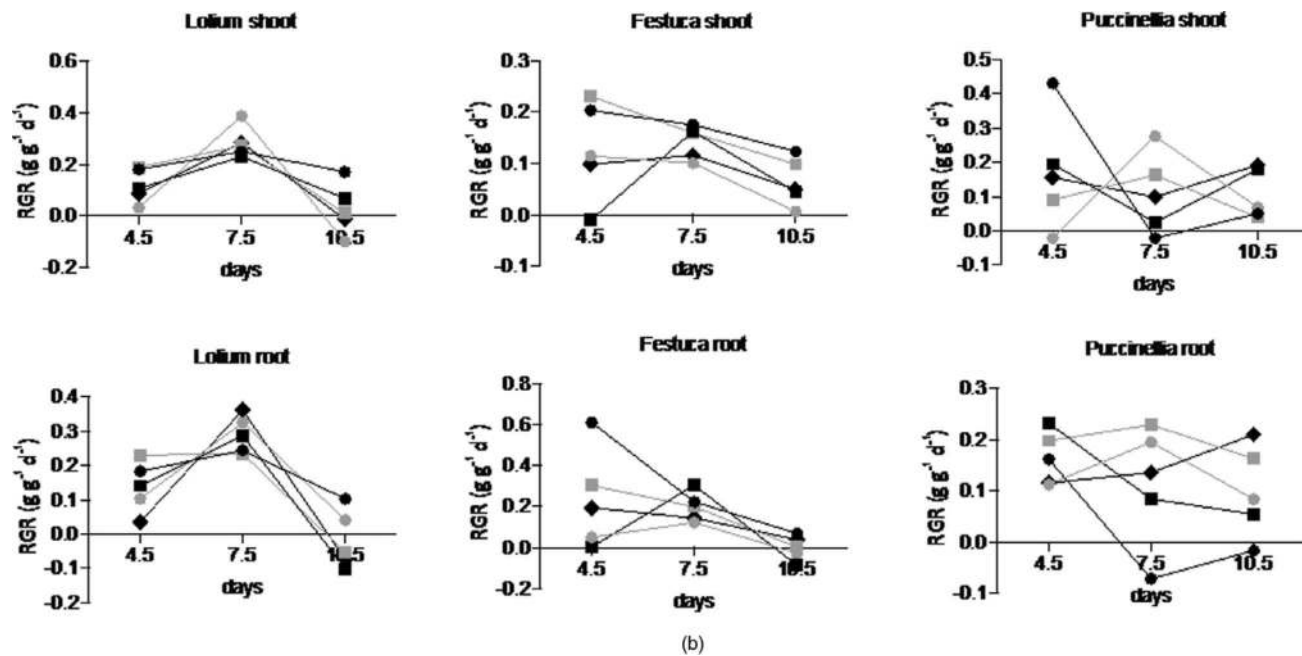 Lolium shoot
RGR (g g⁻¹ d⁻¹)
0.6
0.4
0.2
0.0
-0.2
4.5 7.5 10.5
days
Festuca shoot
RGR (g g⁻¹ d⁻¹)
0.3
0.2
0.1
0.0
-0.1
4.5 7.5 10.5
days
Puccinellia shoot
RGR (g g⁻¹ d⁻¹)
0.5
0.4
0.3
0.2
0.1
0.0
-0.1
4.5 7.5 10.5
days
Lolium root
RGR (g g⁻¹ d⁻¹)
0.4
0.3
0.2
0.1
0.0
-0.1
-0.2
4.5 7.5 10.5
days
Festuca root
RGR (g g⁻¹ d⁻¹)
0.8
0.6
0.4
0.2
0.0
-0.2
4.5 7.5 10.5
days
Puccinellia root
RGR (g g⁻¹ d⁻¹)
0.3
0.2
0.1
0.0
-0.1
4.5 7.5 10.5
days
(b)